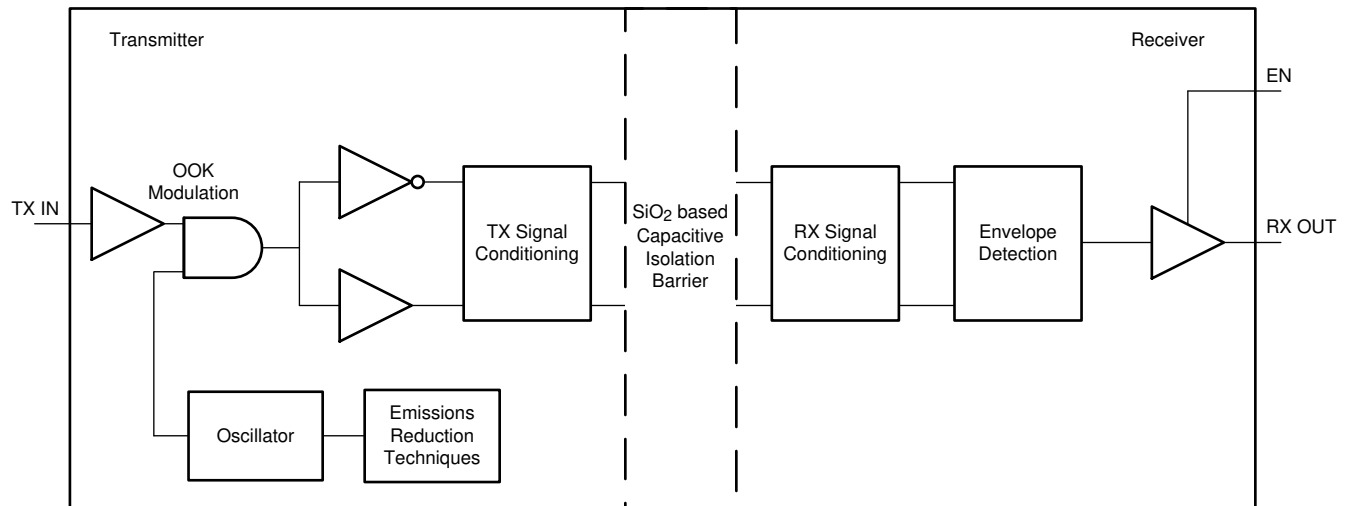 Transmitter
Receiver
EN
OOK
Modulation
TX IN
TX Signal
Conditioning
SiO2 based
Capacitive
Isolation
Barrier
RX Signal
Conditioning
Envelope
Detection
RX OUT
Oscillator
Emissions
Reduction
Techniques